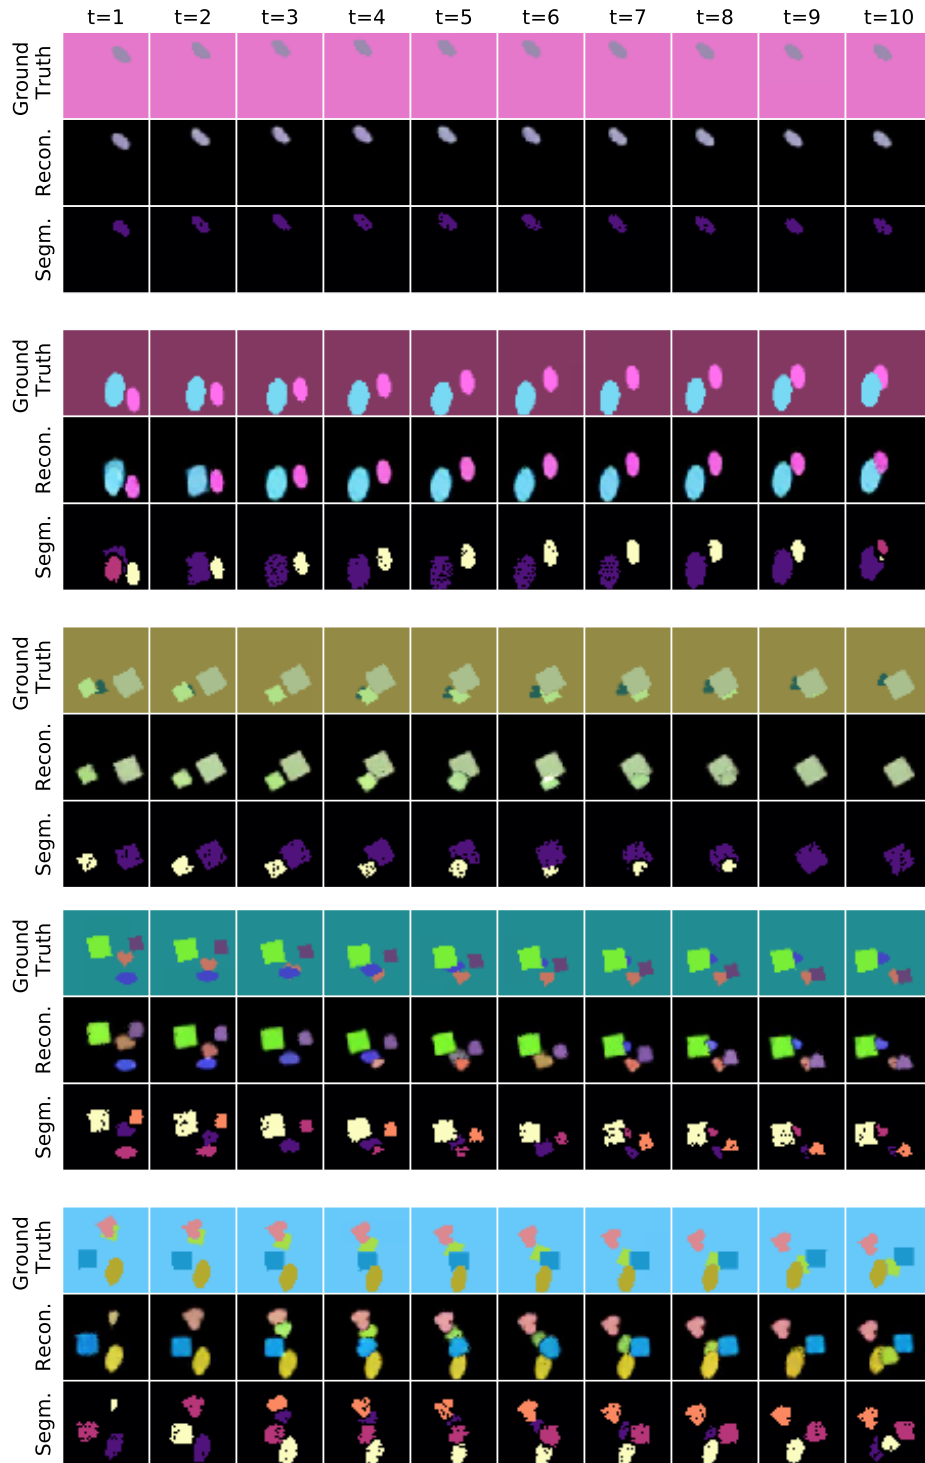 t=1 t=2 t=3 t=4 t=5 t=6 t=7 t=8 t=9 t=10
Ground
Truth
Recon.
Segm.
Ground
Truth
Recon.
Segm.
Ground
Truth
Recon.
Segm.
Ground
Truth
Recon.
Segm.
Ground
Truth
Recon.
Segm.